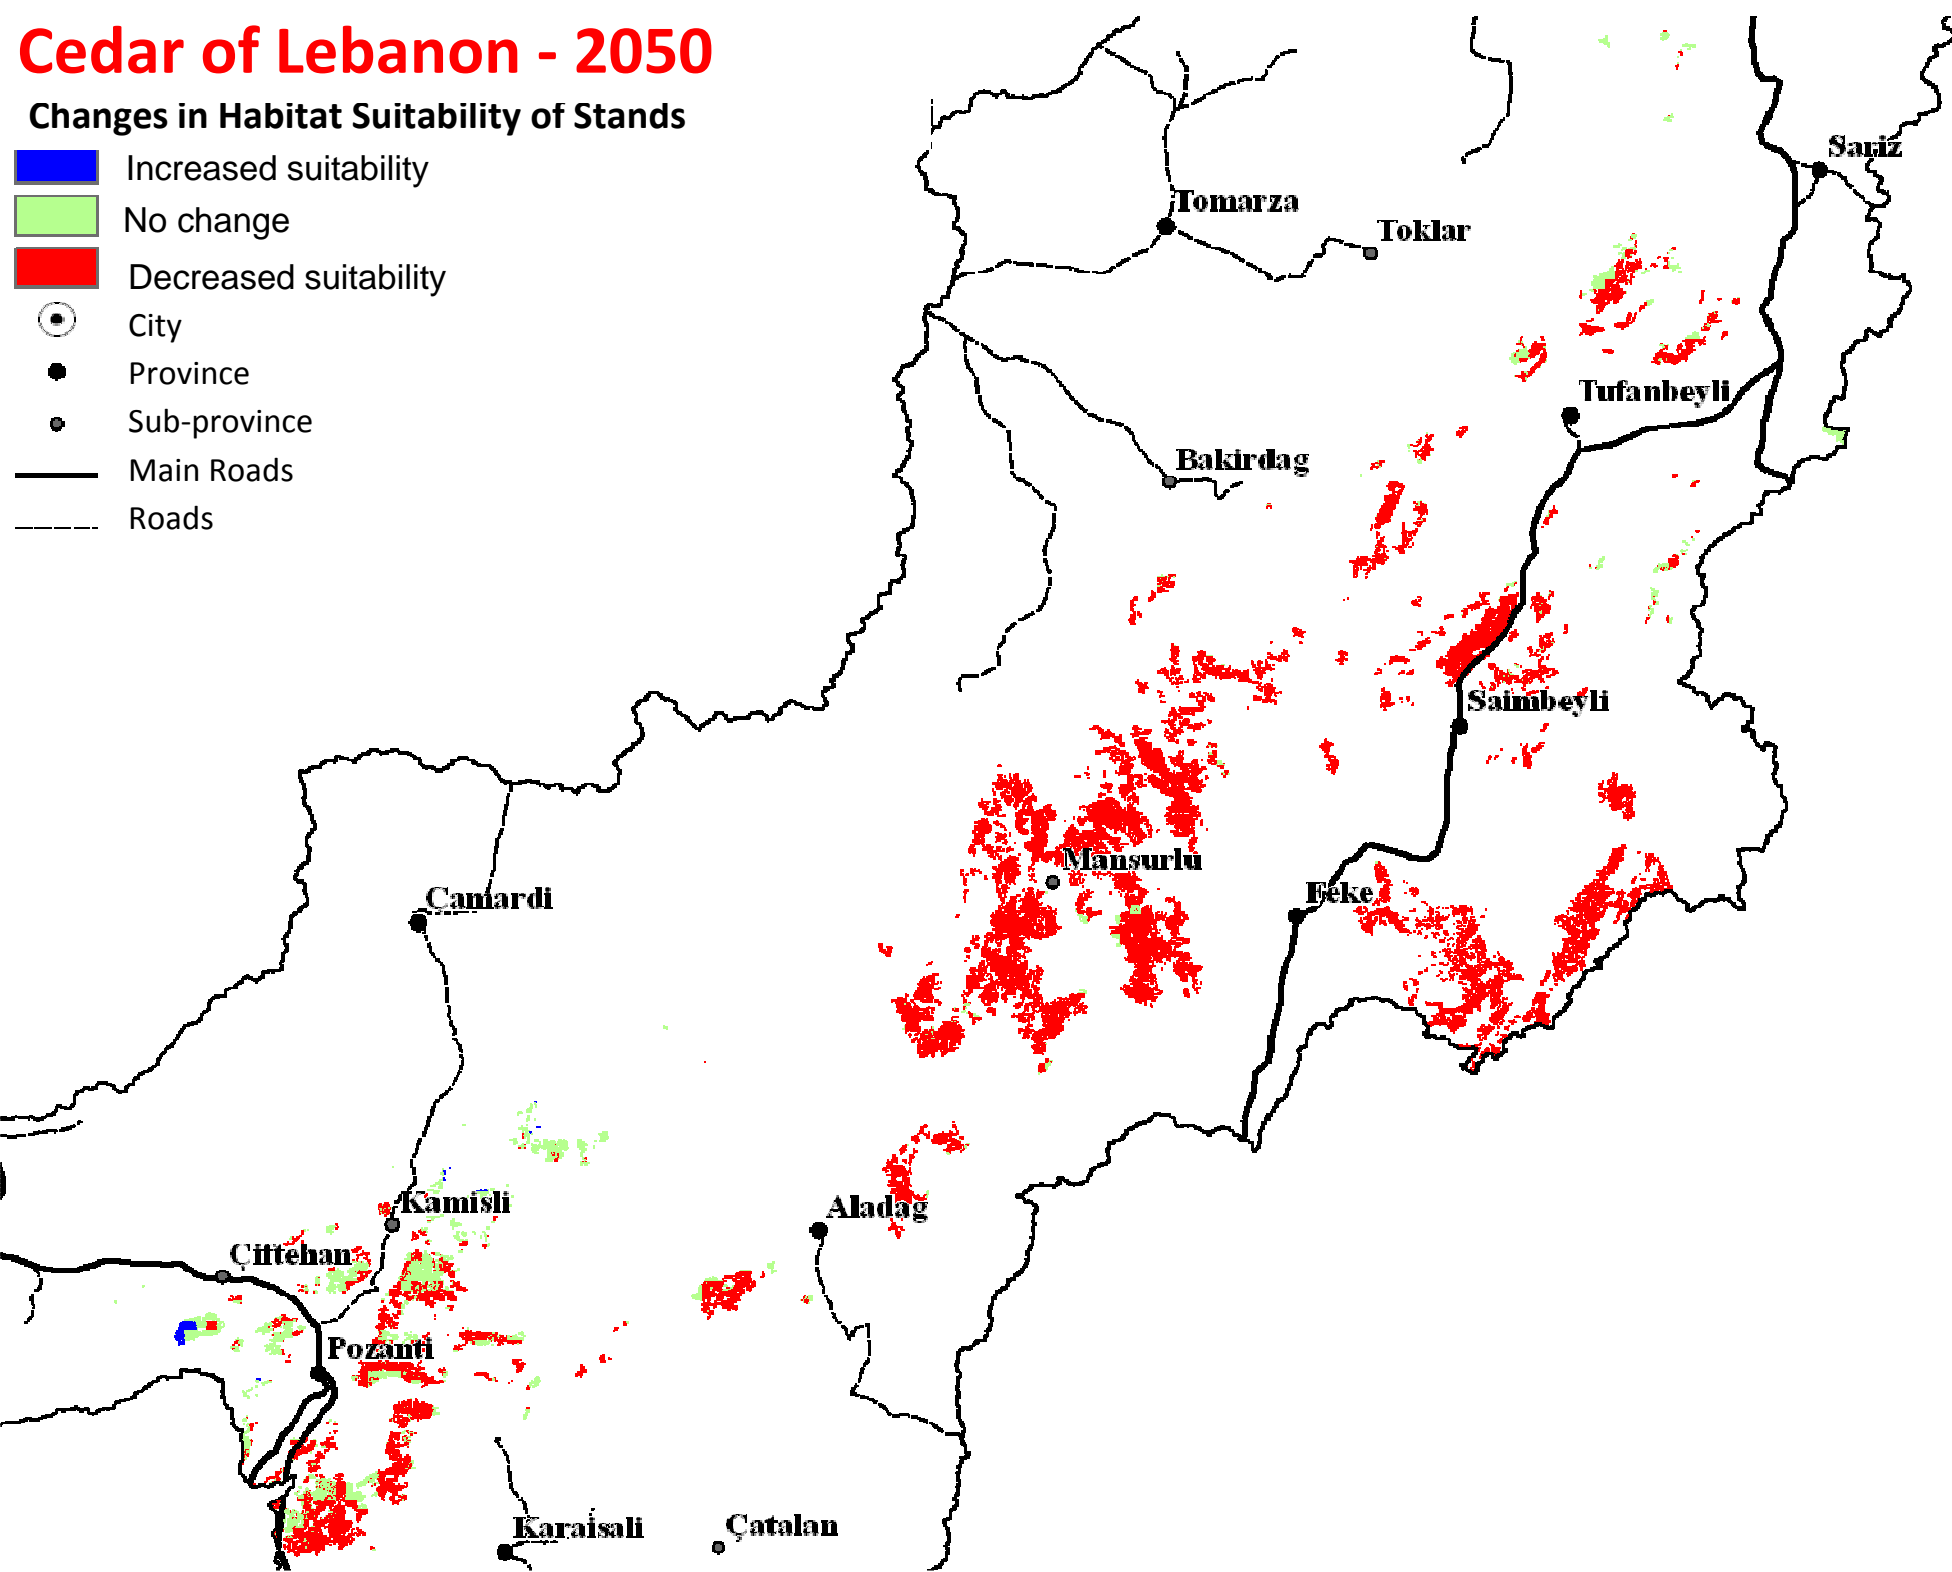 Cedar of Lebanon - 2050
Changes in Habitat Suitability of Stands
Increased suitability
No change
Decreased suitability
City
Province
Sub-province
Main Roads
Roads
Sariz
Tomarza
Toklar
Tufanbeyli
Bakirdag
Saimbeyli
Mansurlu
Feke
Camardi
Kamisli
Aladag
Çiftehan
Pozanti
Karaisali
Çatalan